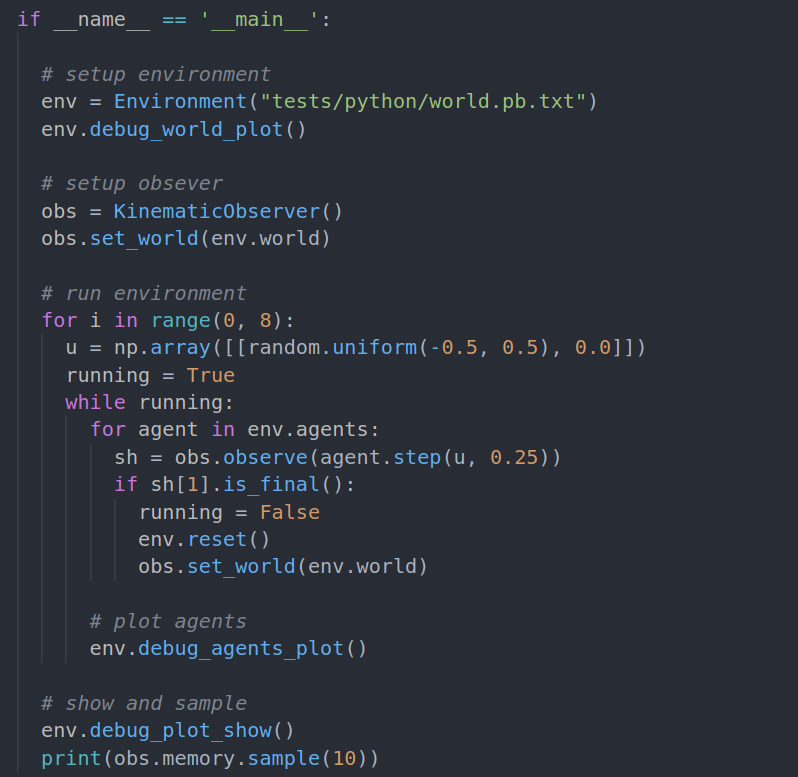 if __name__ == '__main__':
# setup environment
env = Environment("tests/python/world.pb.txt")
env.debug_world_plot()
# setup obsever
obs = KinematicObserver()
obs.set_world(env.world)
# run environment
for i in range(0, 8):
u = np.array([[random.uniform(-0.5, 0.5), 0.0]])
running = True
while running:
for agent in env.agents:
sh = obs.observe(agent.step(u, 0.25))
if sh[1].is_final():
running = False
env.reset()
obs.set_world(env.world)
# plot agents
env.debug_agents_plot()
# show and sample
env.debug_plot_show()
print(obs.memory.sample(10))